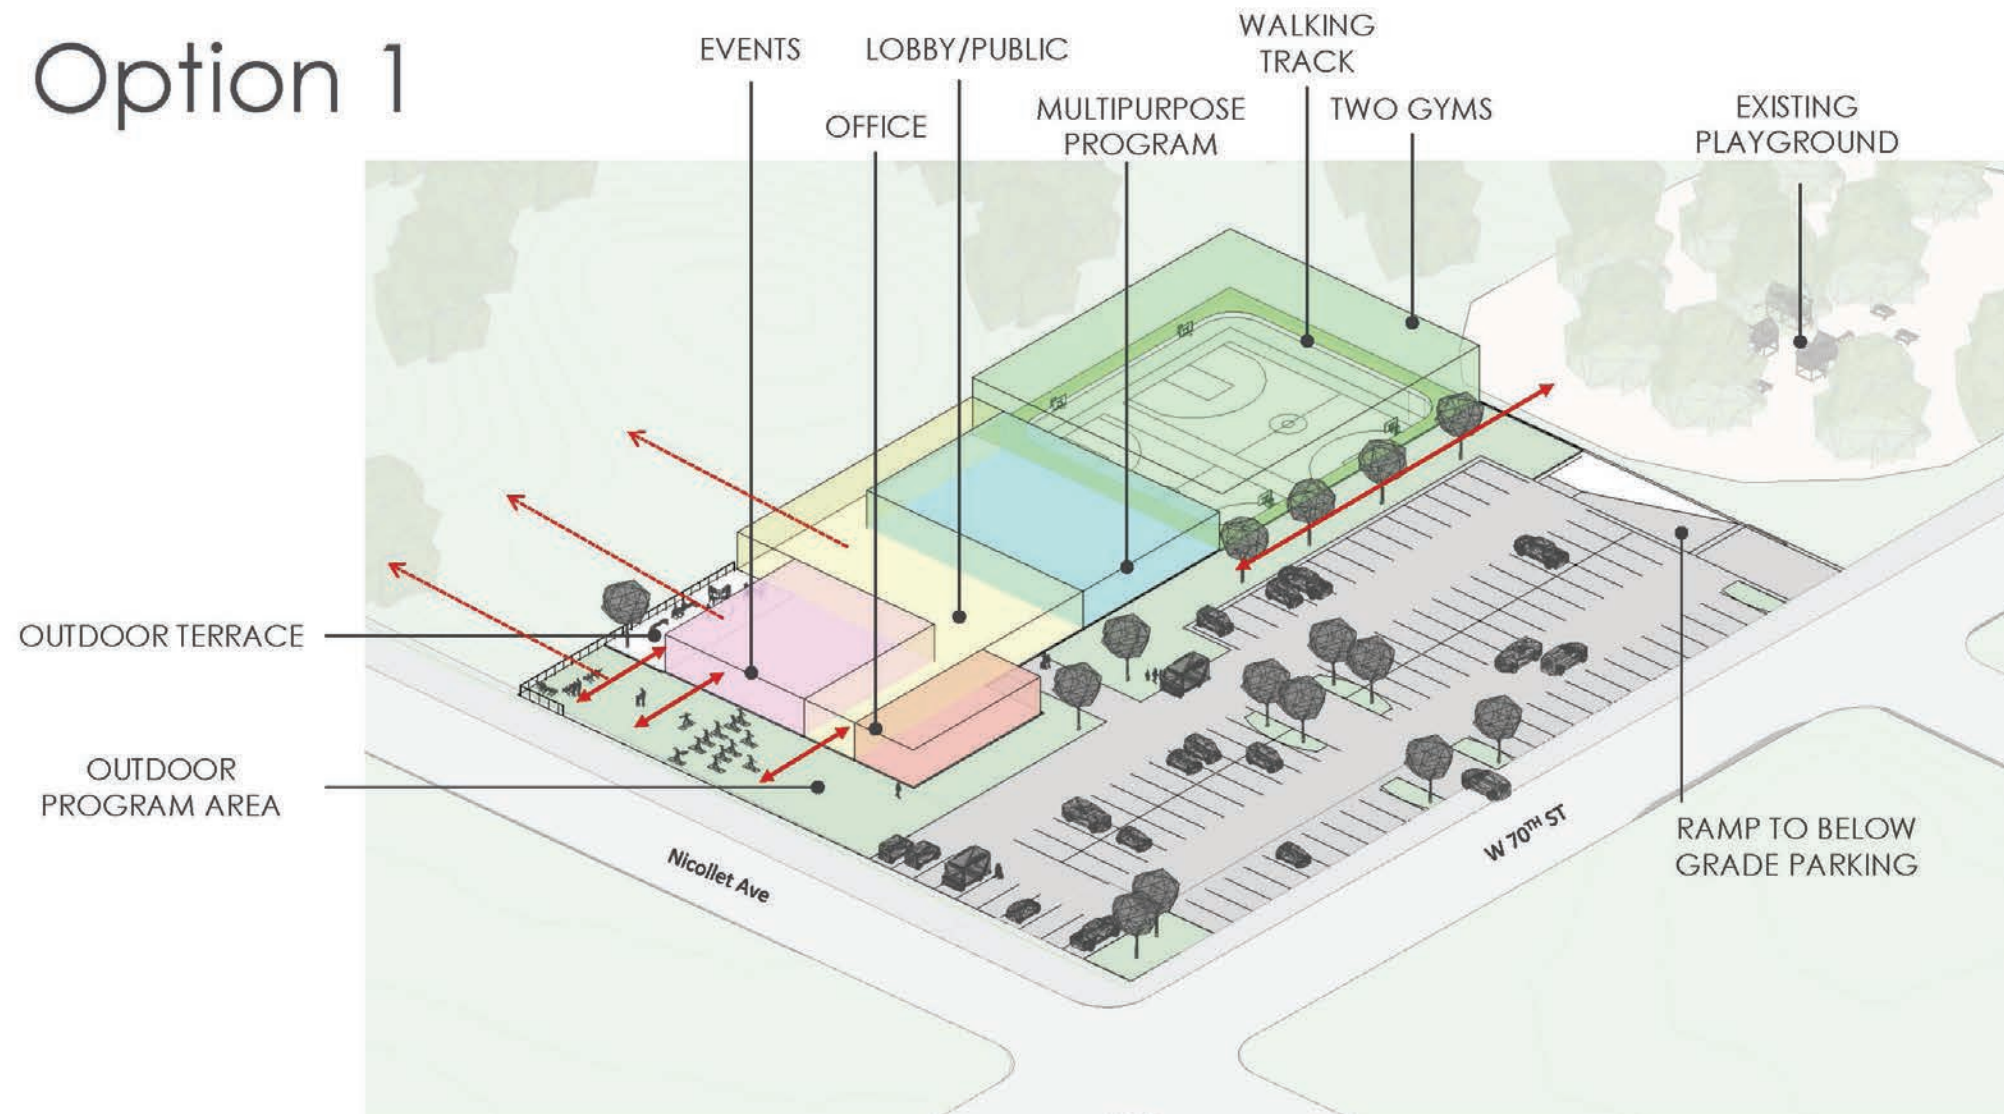 Option 1
EVENTS
LOBBY/PUBLIC
WALKING
TRACK
OFFICE
MULTIPURPOSE
PROGRAM
TWO GYMS
EXISTING
PLAYGROUND
OUTDOOR TERRACE
OUTDOOR
PROGRAM AREA
Nicollet Ave
W 70TH ST
RAMP TO BELOW
GRADE PARKING